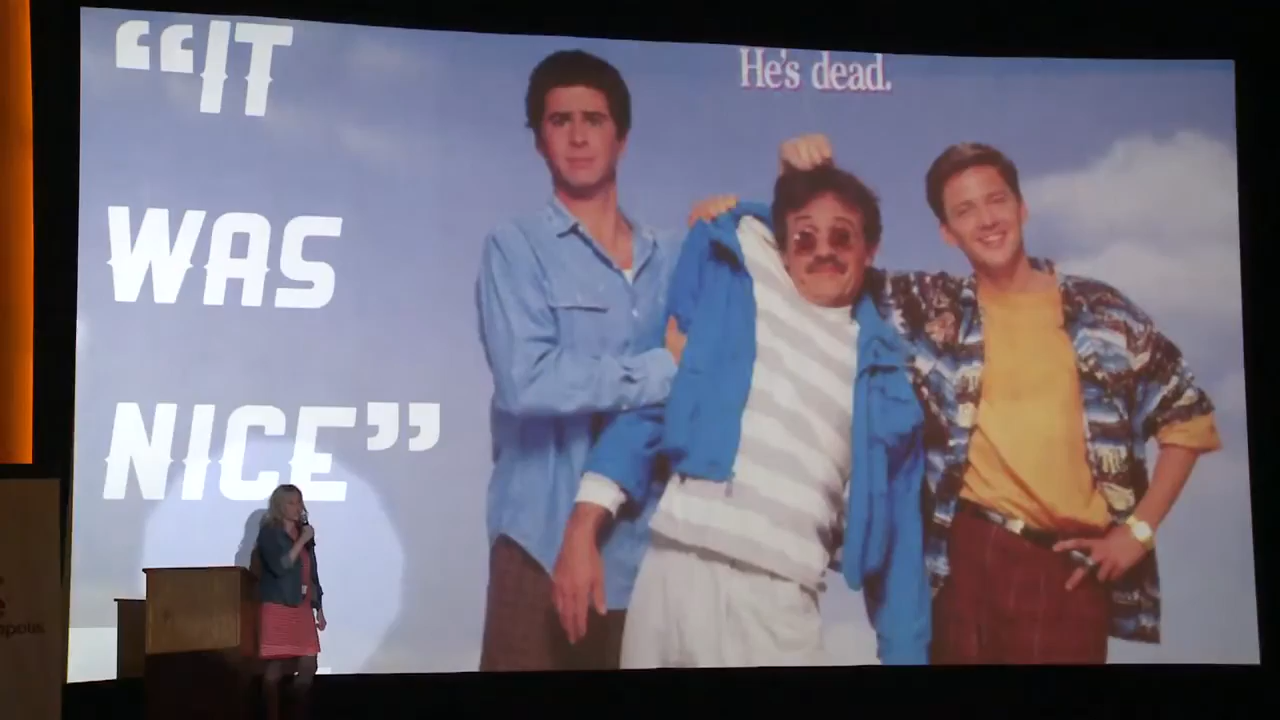 “IT
WAS
NICE”
He's dead.